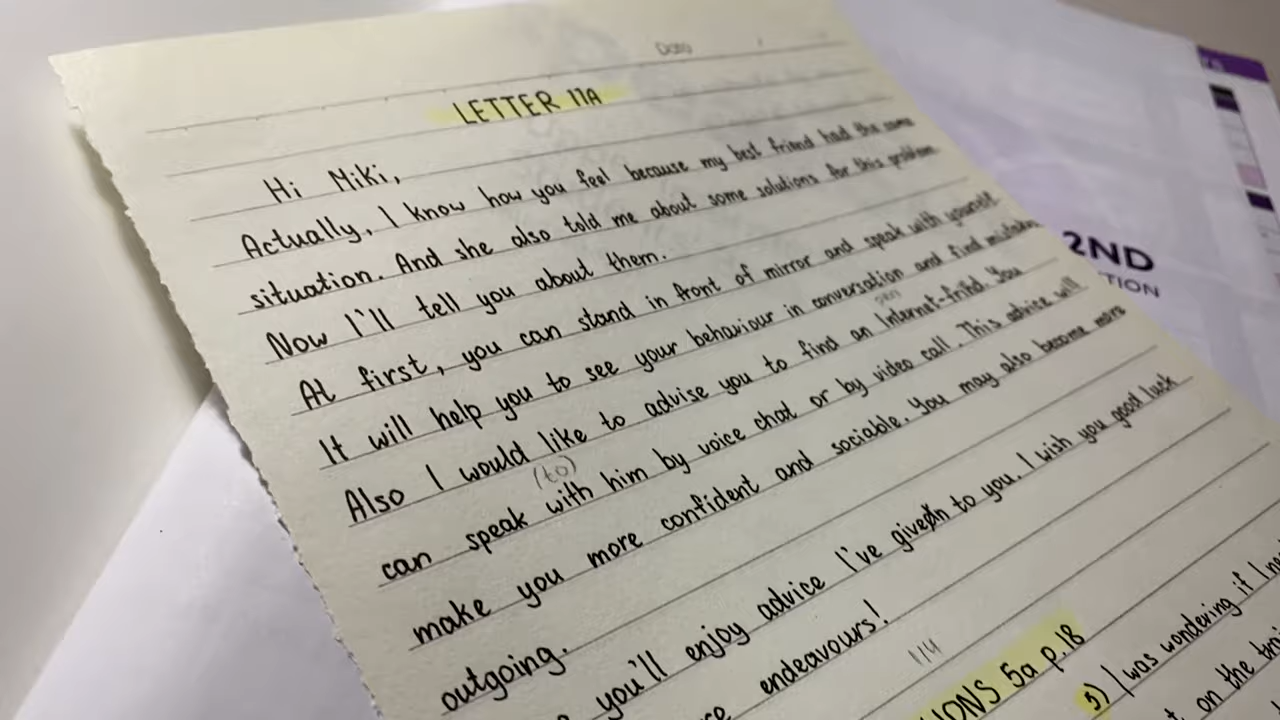 Date
LETTER 11A
Hi Miki,
Actually, I know how you feel because my best friend had the same
situation. And she also told me about some solutions for this problem
Now I'll tell you about them.
At first, you can stand in front of mirror and speak with yourself.
It will help you to see your behaviour in conversation and find mistakes
Also I would like to advise you to find an Internet-frind. You
(to)
can speak with him by voice chat or by video call. This advice will
make you more confident and sociable. You may also become more
outgoing.
you'll enjoy advice I've given to you. I wish you good luck
endeavours!
5a p.18
5) I was wondering if I
on the
2ND